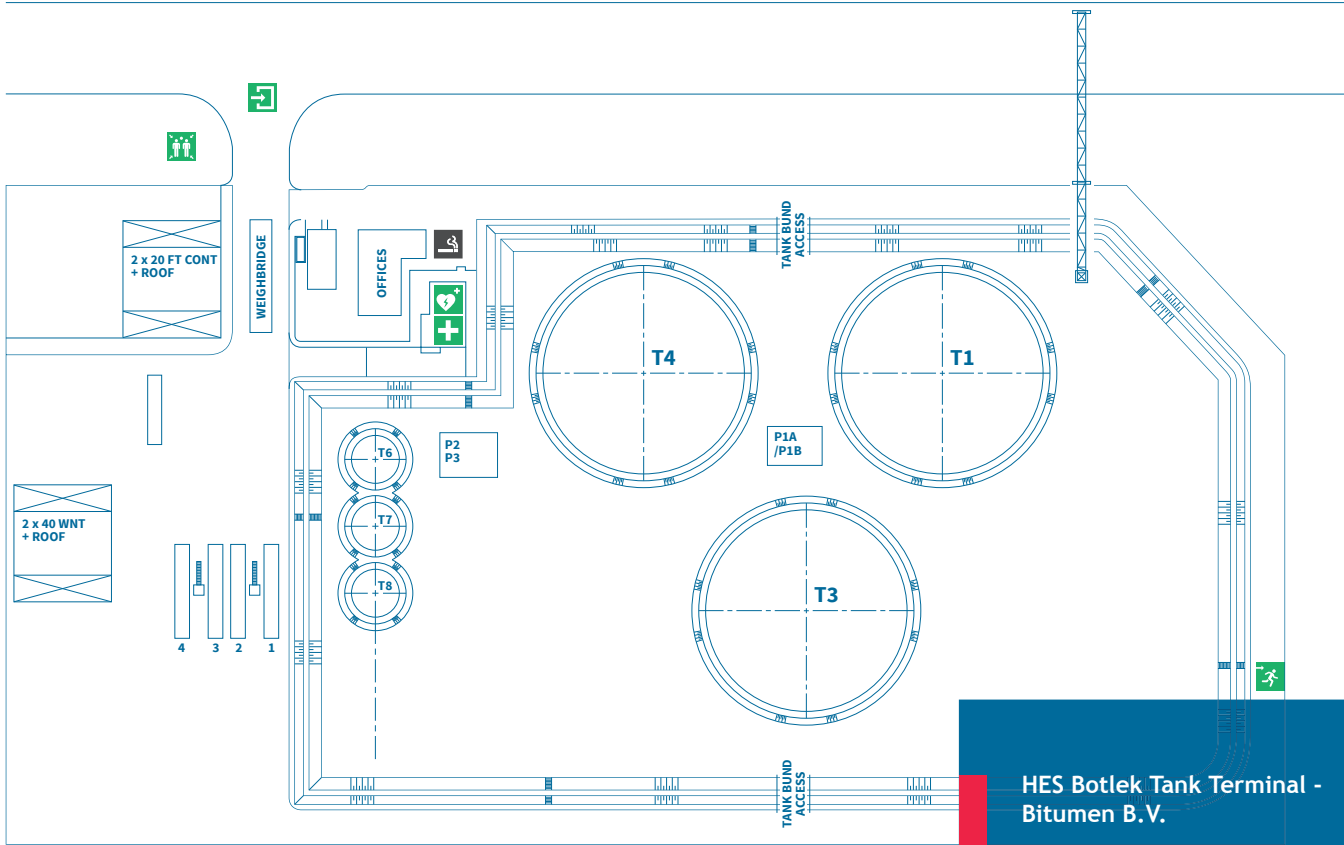 TANK BUND
ACCESS
2 x 20 FT CONT
+ ROOF
WEIGHBRIDGE
OFFICES
T4
T1
P1A
/P1B
P2
P3
T6
T7
T8
T3
2 x 40 WNT
+ ROOF
4
3
2
1
TANK BUND
ACCESS
HES Botlek Tank Terminal -
Bitumen B.V.